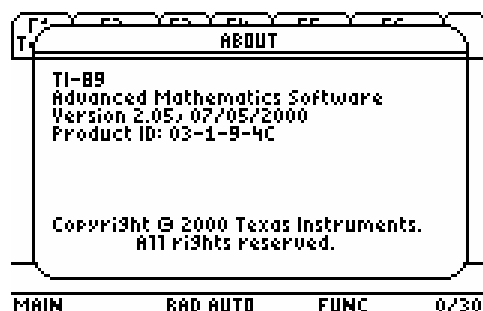 ABOUT
TI-89
Advanced Mathematics Software
Version 2.05, 07/05/2000
Product ID: 03-1-9-4C
Copyright © 2000 Texas Instruments.
All rights reserved.
MAIN RAD AUTO FUNC 0/30